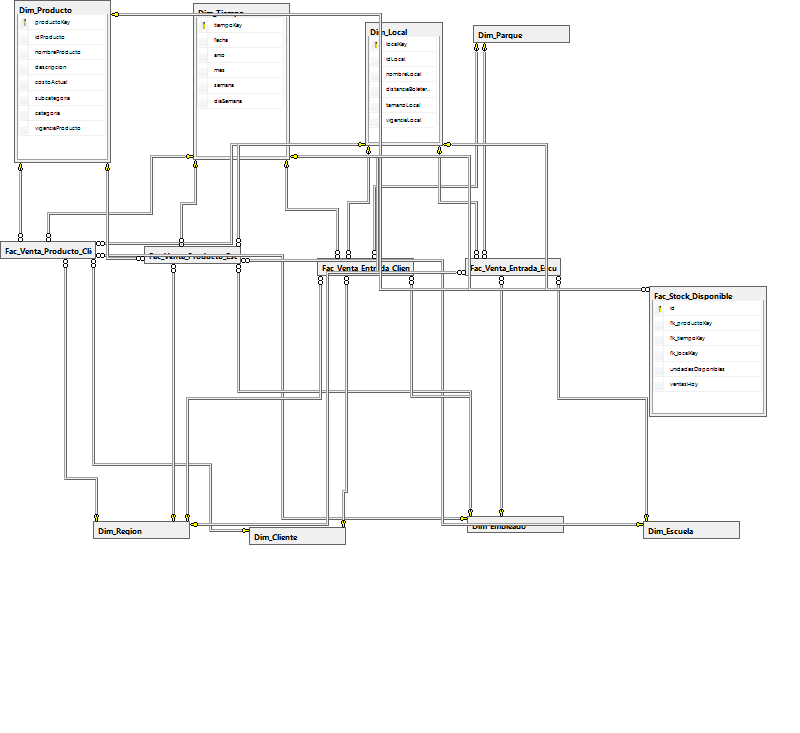 Dim_Producto
productoKey
idProducto
nombreProducto
descripcion
costoActual
subcategoria
categoria
vigenciaProducto
Dim_Tiempo
tiempoKey
fecha
anio
mes
semana
diaSemana
Dim_Local
localKey
idLocal
nombreLocal
distanciaBoleter...
tamanoLocal
vigenciaLocal
Dim_Parque
Fac_Venta_Producto_Cli
Fac_Venta_Producto_Est
Fac_Venta_Entrada_Clien
Fac_Venta_Entrada_Escu
Fac_Stock_Disponible
id
fk_productoKey
fk_tiempoKey
fk_localKey
unidadesDisponibles
ventasHoy
Dim_Region
Dim_Cliente
Dim_Empleado
Dim_Escuela